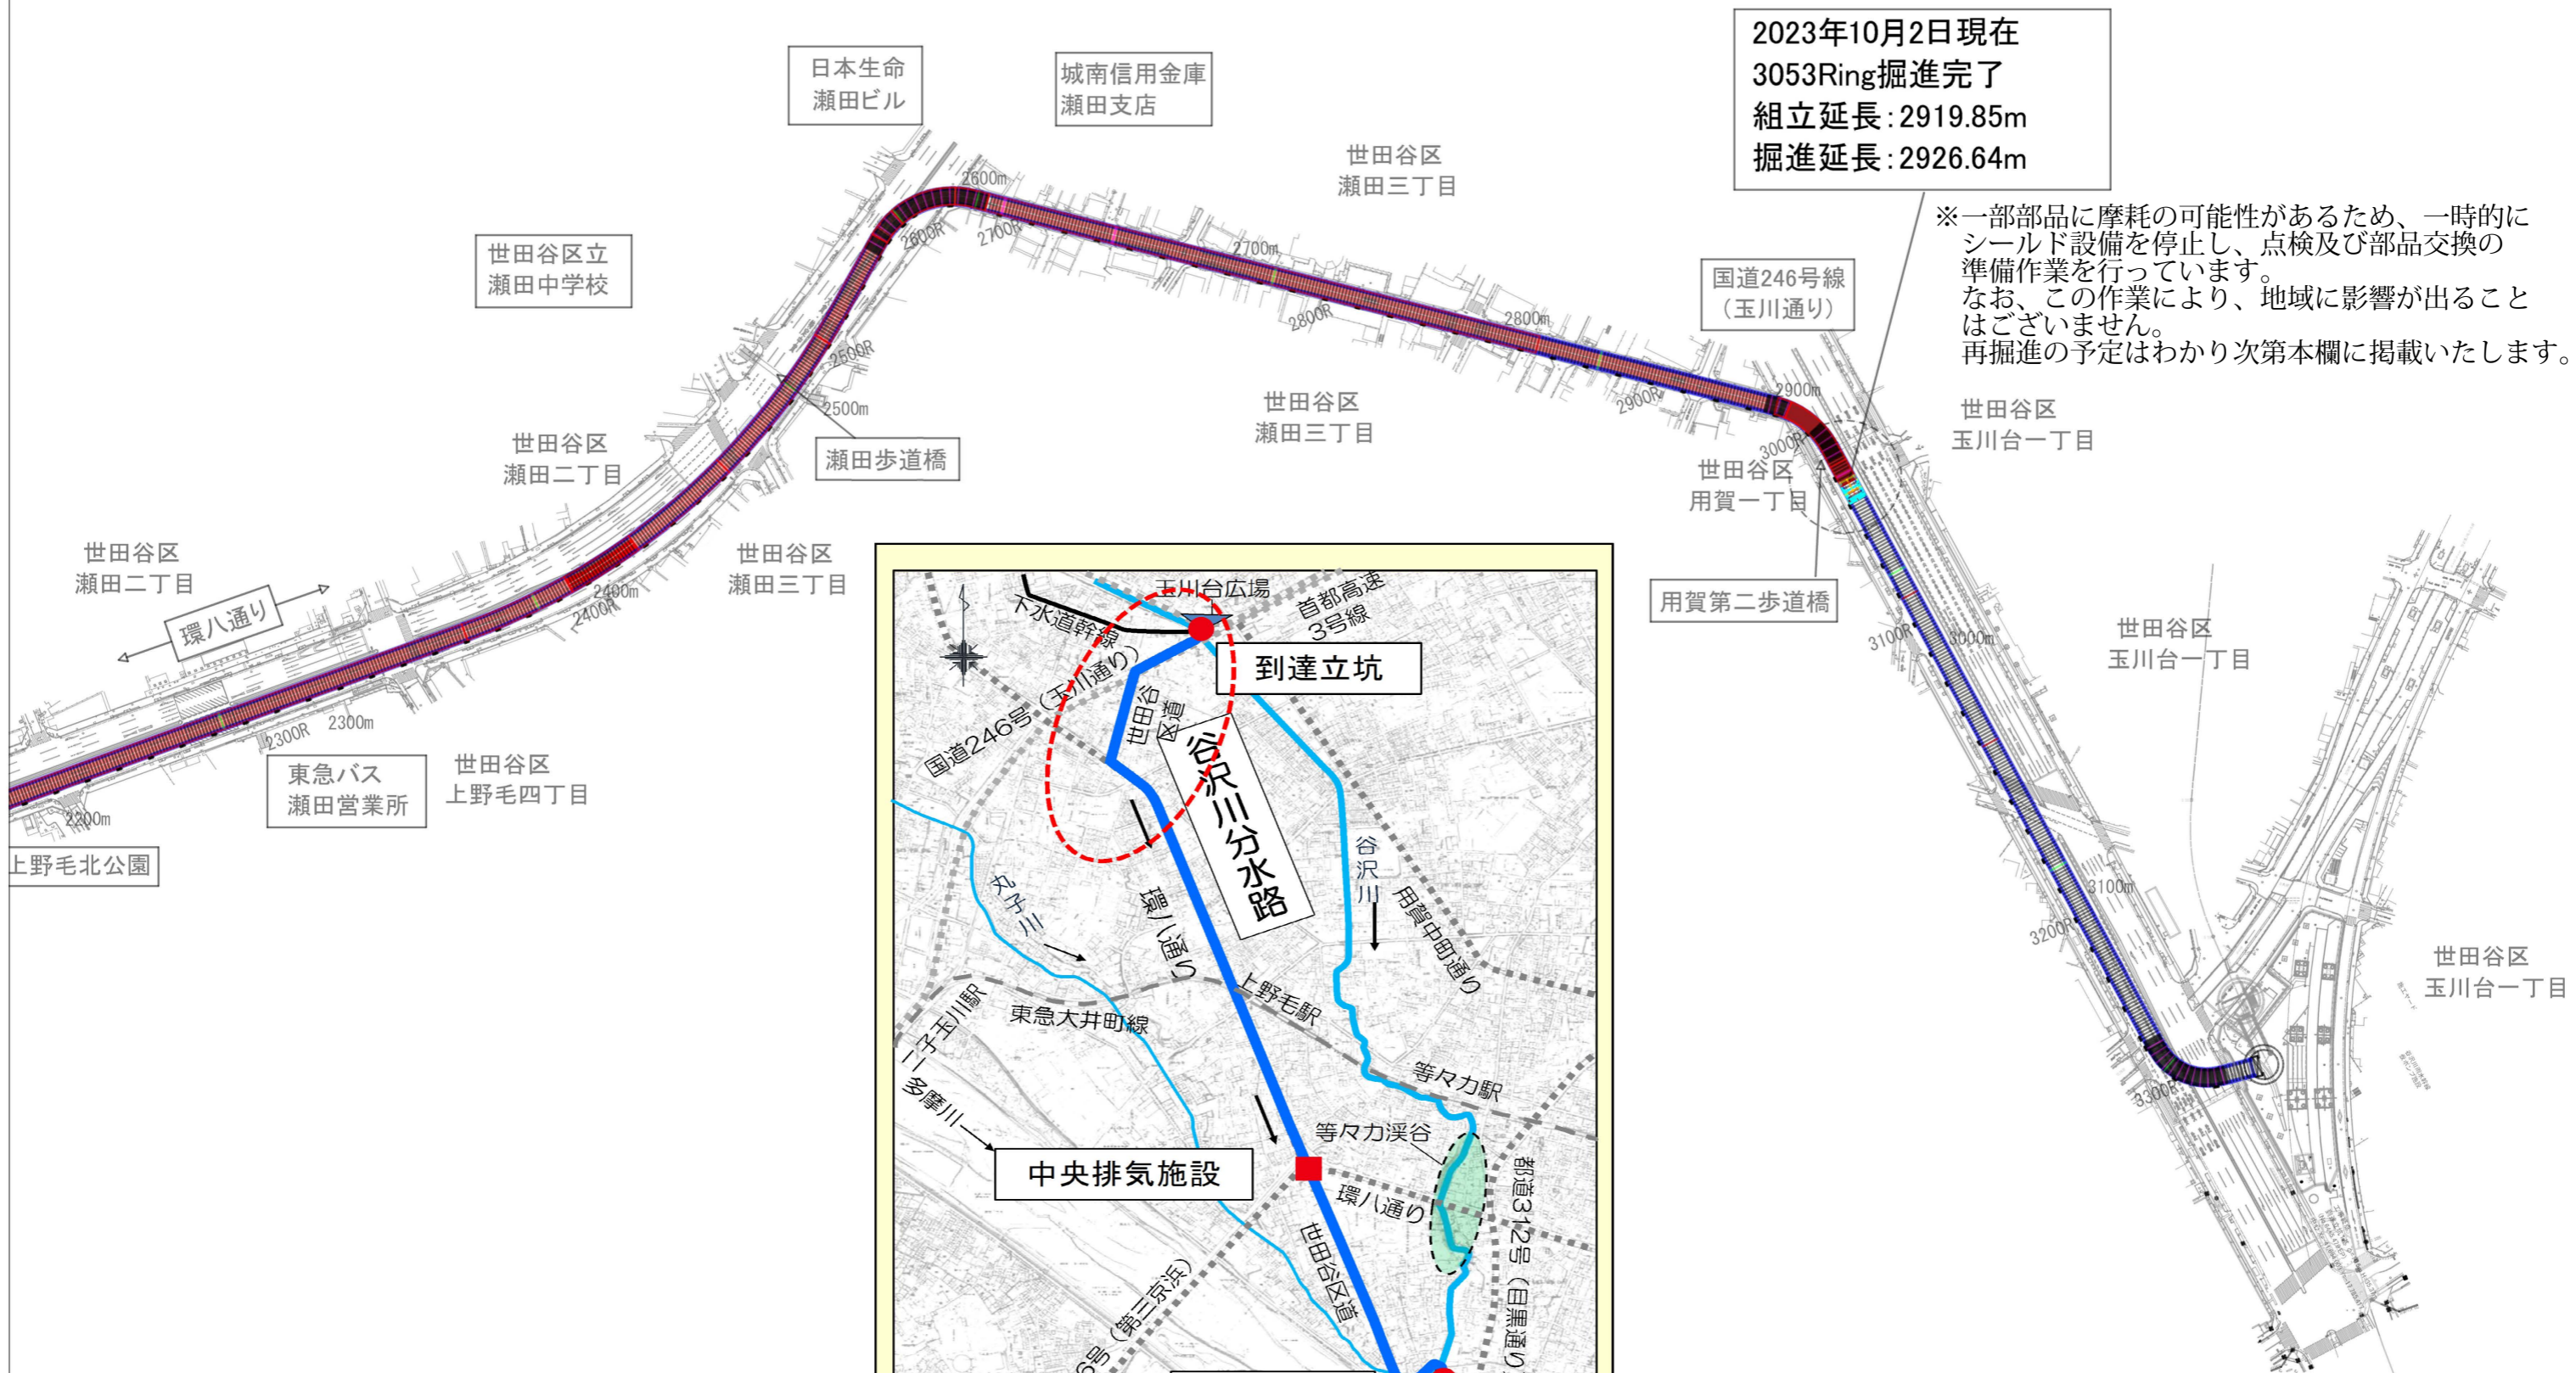 日本生命
瀬田ビル
城南信用金庫
瀬田支店
2023年10月2日現在
3053Ring掘進完了
組立延長:2919.85m
掘進延長:2926.64m
※一部部品に摩耗の可能性があるため、一時的に
シールド設備を停止し、点検及び部品交換の
準備作業を行っています。
なお、この作業により、地域に影響が出ること
はございません。
再掘進の予定はわかり次第本欄に掲載いたします。
世田谷区
瀬田三丁目
世田谷区立
瀬田中学校
国道246号線
(玉川通り)
2600m
2600R
2700R
2700m
2800R
2800m
2900R
2900m
3000R
2500R
2500m
瀬田歩道橋
世田谷区
瀬田二丁目
世田谷区
瀬田三丁目
世田谷区
用賀一丁目
世田谷区
玉川台一丁目
用賀第二歩道橋
世田谷区
瀬田二丁目
環八通り
世田谷区
瀬田三丁目
2400m
2400R
2300m
2300R
2200m
東急バス
瀬田営業所
世田谷区
上野毛四丁目
上野毛北公園
3100R
3000m
世田谷区
玉川台一丁目
3100m
3200R
3300R
世田谷区
玉川台一丁目
玉川台広場
下水道幹線
首都高速
3号線
到達立坑
国道246号(玉川通り)
世田谷
区道
谷沢川分水路
谷沢川
丸子川
環八通り
用賀中町通り
上野毛駅
東急大井町線
二子玉川駅
多摩川
等々力駅
等々力渓谷
中央排気施設
環八通り
都道312号(目黒通り)
世田谷区道
6号(第三京浜)